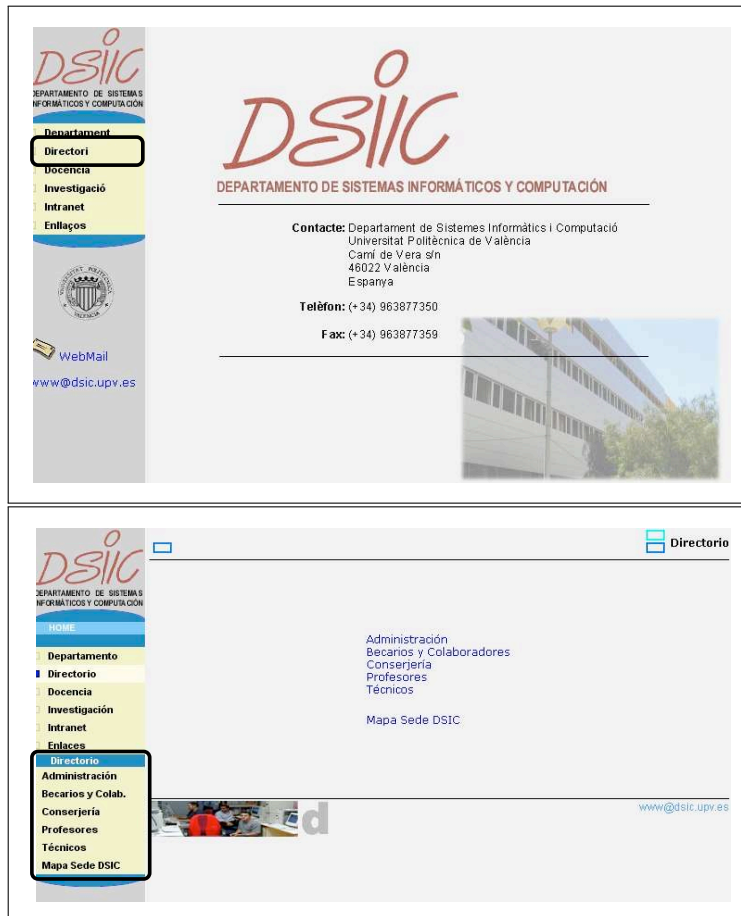 DSIIC
DEPARTAMENTO DE SISTEMAS
INFORMÁTICOS Y COMPUTACIÓN
Departament
Directori
Docència
Investigació
Intranet
Enllaços
WebMail
www@dsic.upv.es
DSIIC
DEPARTAMENTO DE SISTEMAS INFORMÁTICOS Y COMPUTACIÓN
Contacte: Departament de Sistemes Informàtics i Computació
Universitat Politècnica de València
Camí de Vera s/n
46022 València
Espanya
Telèfon: (+34) 963877350
Fax: (+34) 963877359
DSIIC
DEPARTAMENTO DE SISTEMAS
INFORMÁTICOS Y COMPUTACIÓN
HOME
Departamento
Directorio
Docencia
Investigación
Intranet
Enlaces
Directorio
Administración
Becarios y Colab.
Conserjería
Profesores
Técnicos
Mapa Sede DSIC
Directorio
Administración
Becarios y Colaboradores
Conserjería
Profesores
Técnicos
Mapa Sede DSIC
d
www@dsic.upv.es